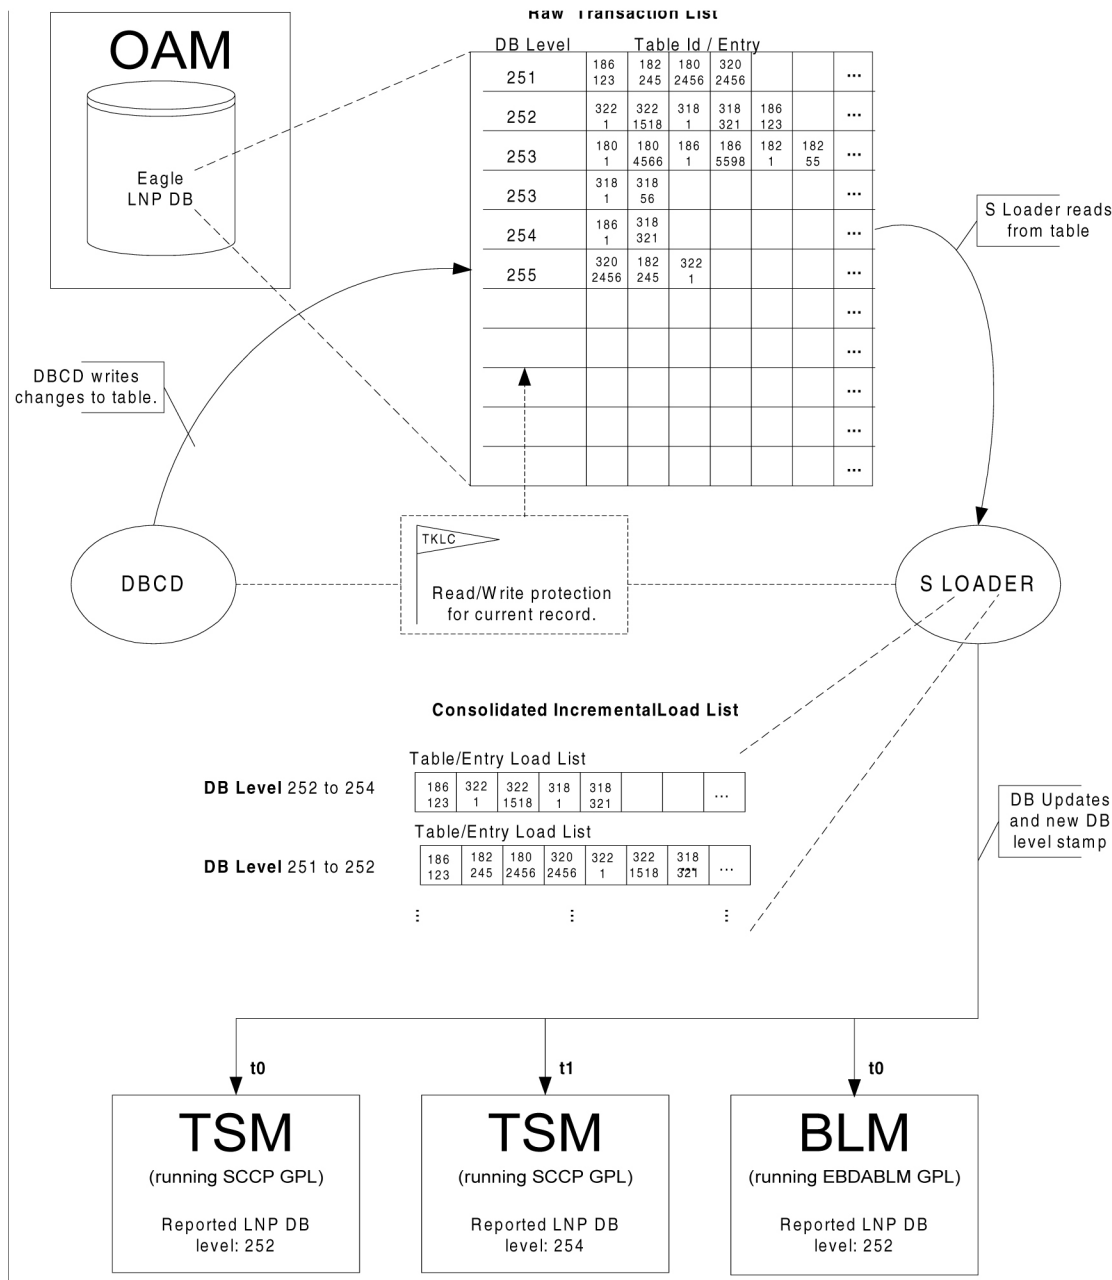 Raw Transaction List
OAM
DB Level Table Id / Entry
251 186 182 180 320 ...
123 245 2456 2456
252 322 322 318 318 186 ...
1 1518 1 321 123
253 180 180 186 186 182 182 ...
1 4566 1 5598 1 55
253 318 318 ...
1 56
254 186 318 ...
1 321
255 320 182 322 ...
2456 245 1
...
...
...
...
...
Eagle
LNP DB
S Loader reads
from table
DBCD writes
changes to table.
TKLC
Read/Write protection
for current record.
DBCD
S LOADER
Consolidated IncrementalLoad List
Table/Entry Load List
DB Level 252 to 254
186 322 322 318 318 ...
123 1 1518 1 321
Table/Entry Load List
DB Level 251 to 252
186 182 180 320 322 322 318 ...
123 245 2456 2456 1 1518 321
DB Updates
and new DB
level stamp
t0 t1 t0
TSM
(running SCCP GPL)
Reported LNP DB
level: 252
TSM
(running SCCP GPL)
Reported LNP DB
level: 254
BLM
(running EBDABLM GPL)
Reported LNP DB
level: 252